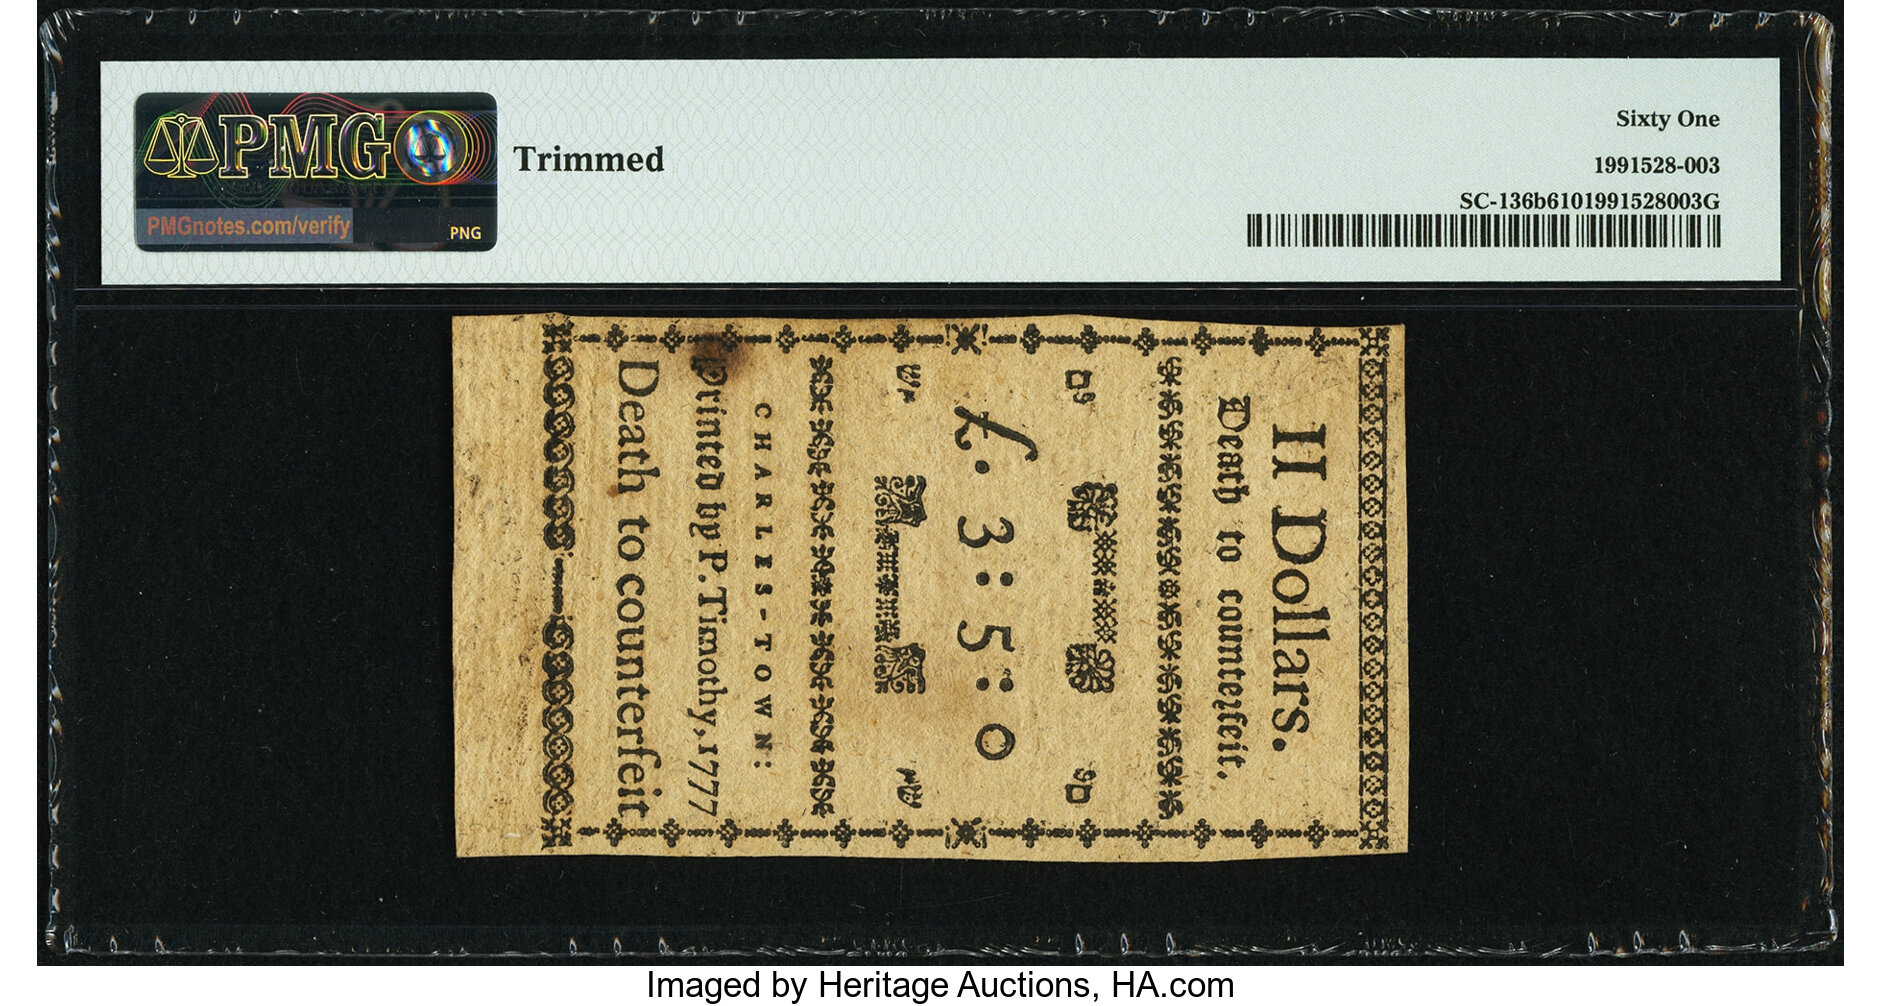 PMG
PMGnotes.com/verify
PNG
Trimmed
Sixty One
1991528-003
SC-136b6101991528003G
II Dollars.
Death to counterfeit.
£. 3:5:0
CHARLES-TOWN:
Printed by P. Timothy, 1777
Death to counterfeit
Imaged by Heritage Auctions, HA.com